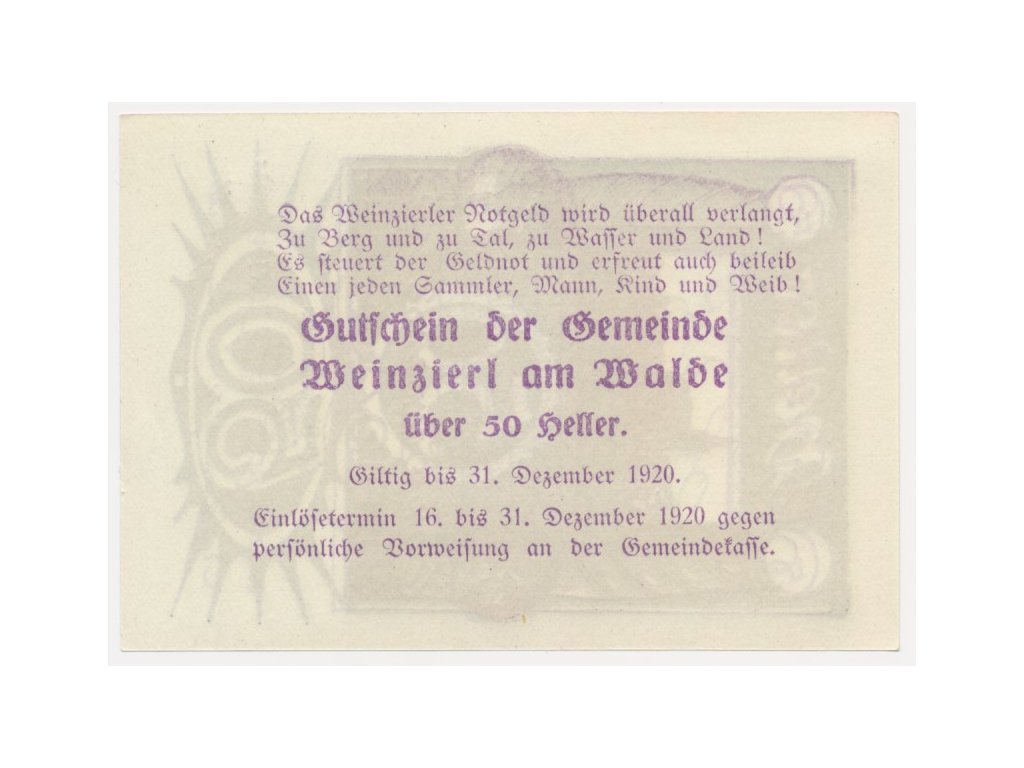 Das Weinzierler Notgeld wird überall verlangt,
Zu Berg und zu Tal, zu Wasser und Land!
Es steuert der Geldnot und erfreut auch beileib
Einen jeden Sammler, Mann, Kind und Weib!
Gutschein der Gemeinde
Weinzierl am Walde
über 50 Heller.
Giltig bis 31. Dezember 1920.
Einlösetermin 16. bis 31. Dezember 1920 gegen
persönliche Vorweisung an der Gemeindekasse.